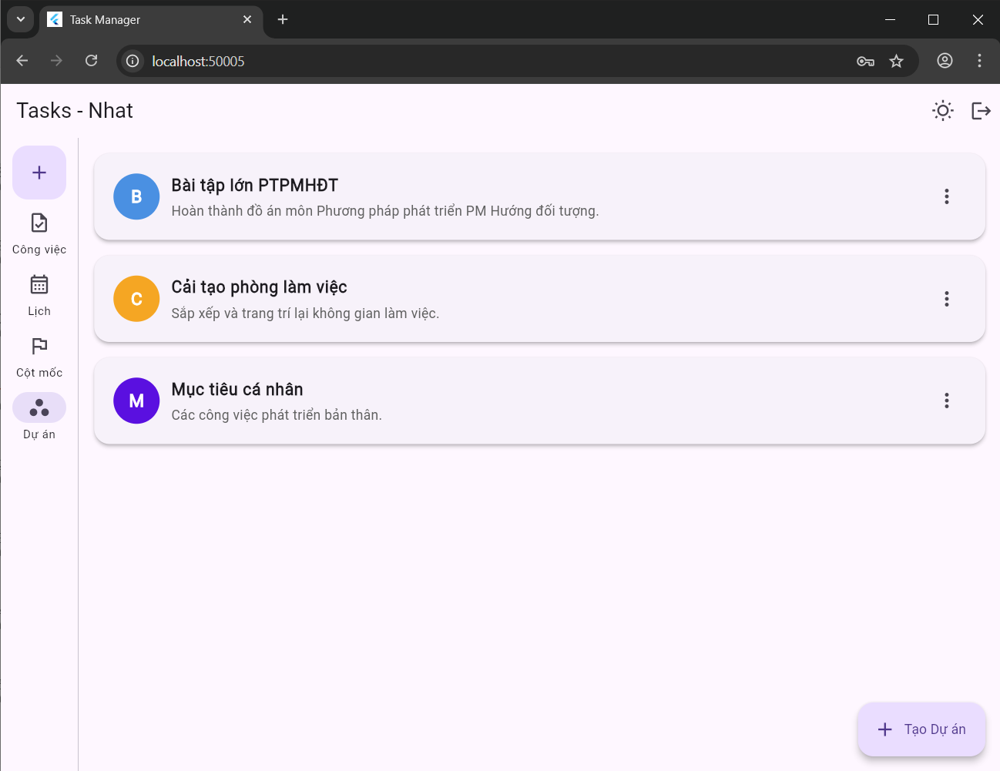 Task Manager
localhost:50005
Tasks - Nhat
Công việc
Lịch
Cột mốc
Dự án
B
Bài tập lớn PTPMHĐT
Hoàn thành đồ án môn Phương pháp phát triển PM Hướng đối tượng.
C
Cải tạo phòng làm việc
Sắp xếp và trang trí lại không gian làm việc.
M
Mục tiêu cá nhân
Các công việc phát triển bản thân.
Tạo Dự án